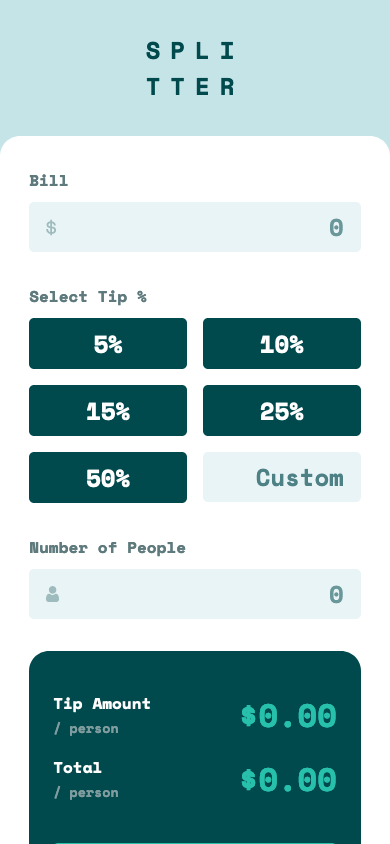 SPLI
TTER
Bill
$ 0
Select Tip %
5% 10%
15% 25%
50% Custom
Number of People
0
Tip Amount
/ person
$0.00
Total
/ person
$0.00